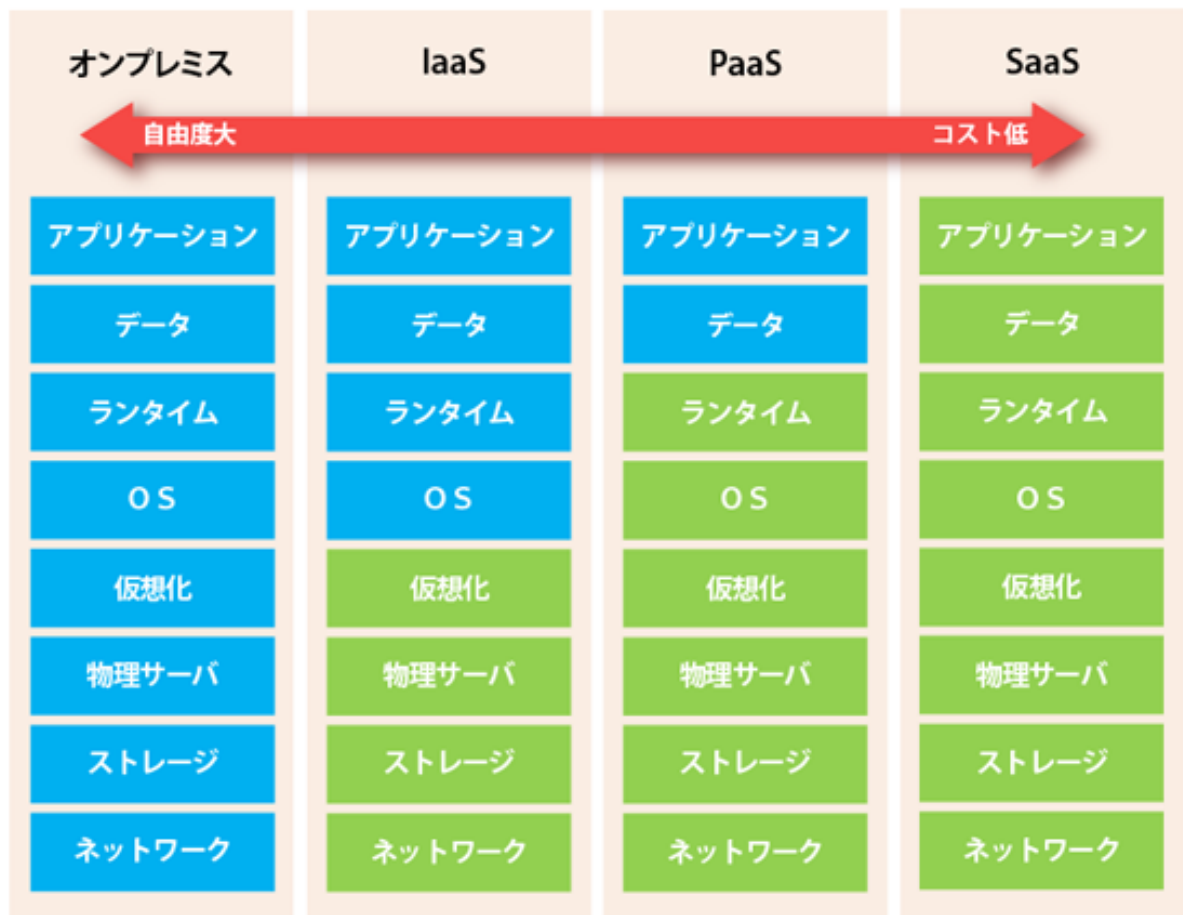 オンプレミス
IaaS
PaaS
SaaS
自由度大
コスト低
アプリケーション
アプリケーション
アプリケーション
アプリケーション
データ
データ
データ
データ
ランタイム
ランタイム
ランタイム
ランタイム
ＯＳ
ＯＳ
ＯＳ
ＯＳ
仮想化
仮想化
仮想化
仮想化
物理サーバ
物理サーバ
物理サーバ
物理サーバ
ストレージ
ストレージ
ストレージ
ストレージ
ネットワーク
ネットワーク
ネットワーク
ネットワーク